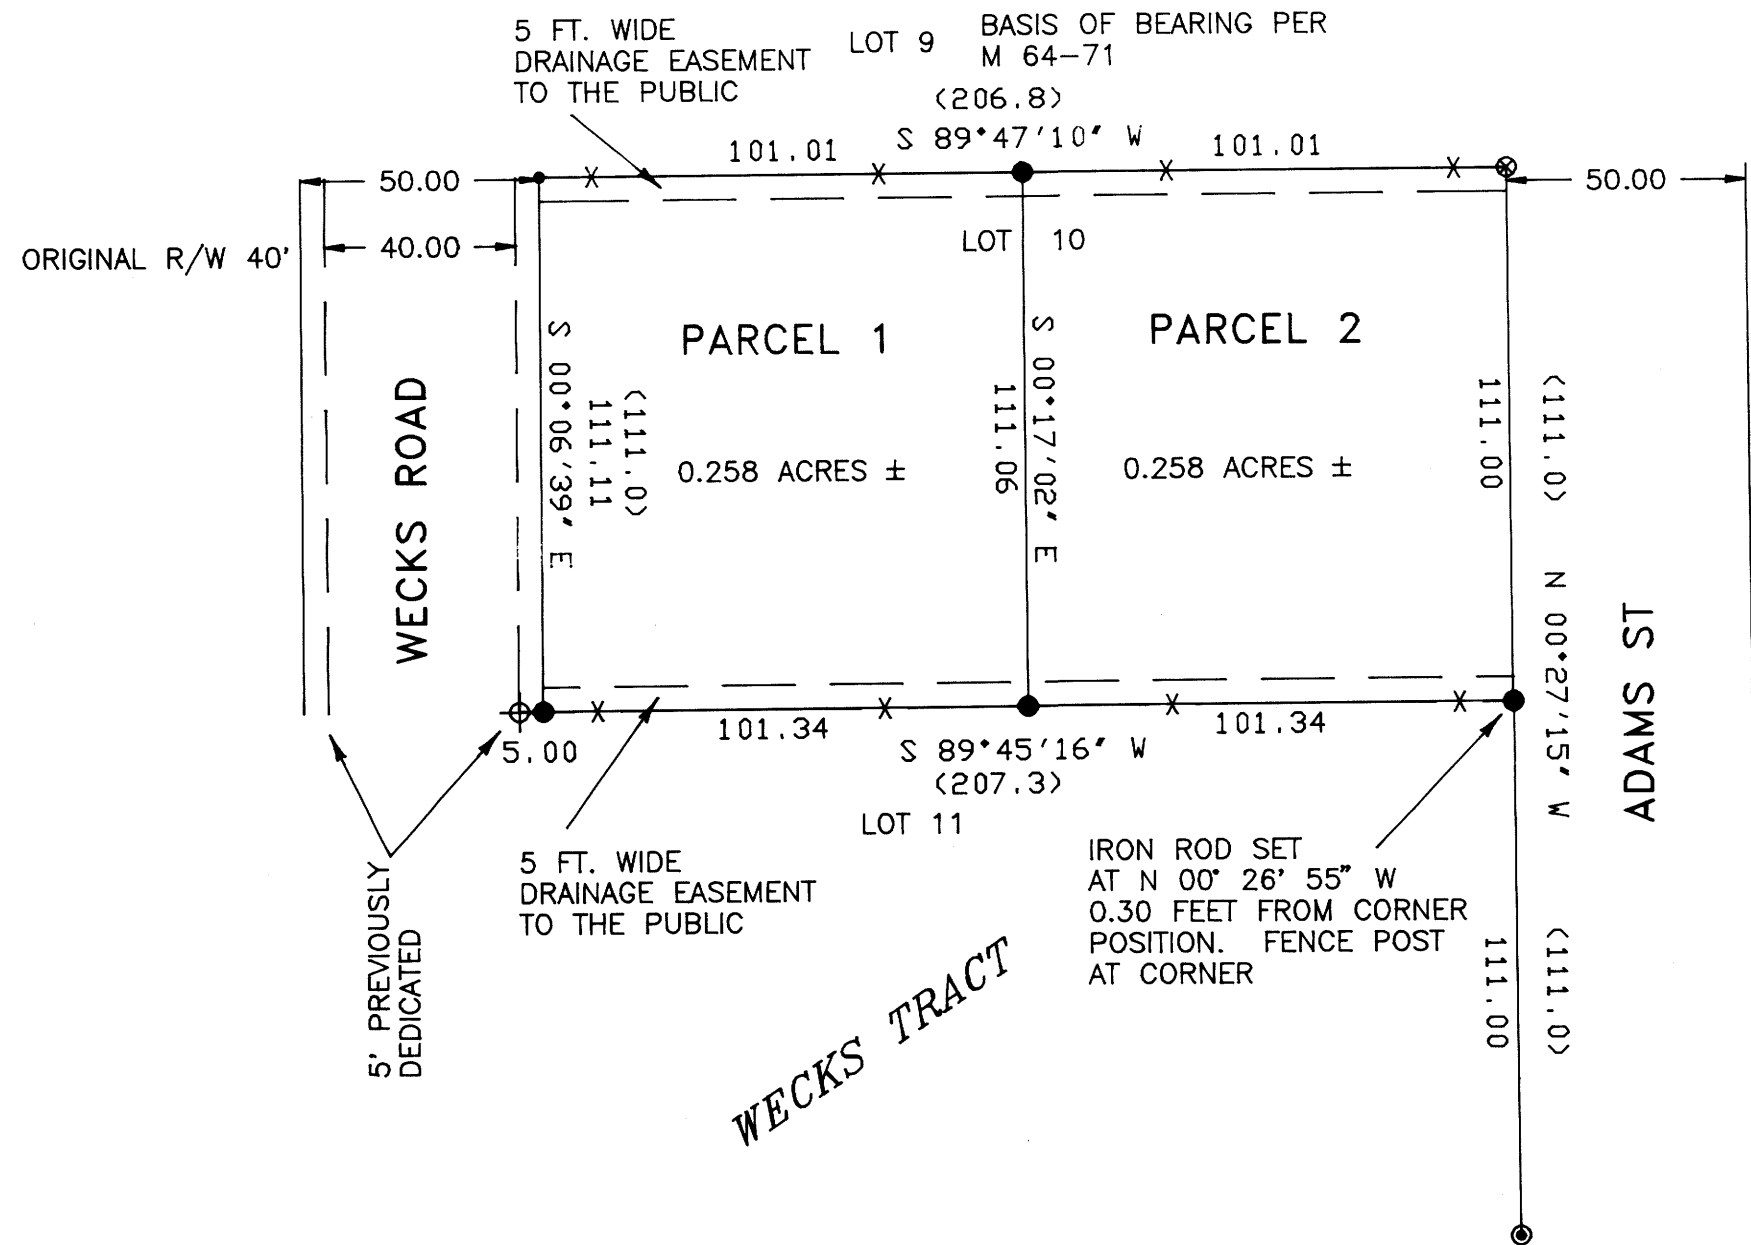 5 FT. WIDE
DRAINAGE EASEMENT
TO THE PUBLIC
LOT 9
BASIS OF BEARING PER
M 64-71
(206.8)
S 89°47'10" W
101.01
101.01
50.00
50.00
40.00
ORIGINAL R/W 40'
LOT 10
PARCEL 1
PARCEL 2
S 00°06'39" E
111.11
(111.0)
0.258 ACRES ±
111.06
S 00°17'02" E
0.258 ACRES ±
111.00
(111.0)
N 00°27'15" W
WECKS ROAD
ADAMS ST
5.00
101.34
101.34
S 89°45'16" W
(207.3)
LOT 11
5' PREVIOUSLY
DEDICATED
5 FT. WIDE
DRAINAGE EASEMENT
TO THE PUBLIC
IRON ROD SET
AT N 00° 26' 55" W
0.30 FEET FROM CORNER
POSITION. FENCE POST
AT CORNER
111.00
(111.0)
WECKS TRACT